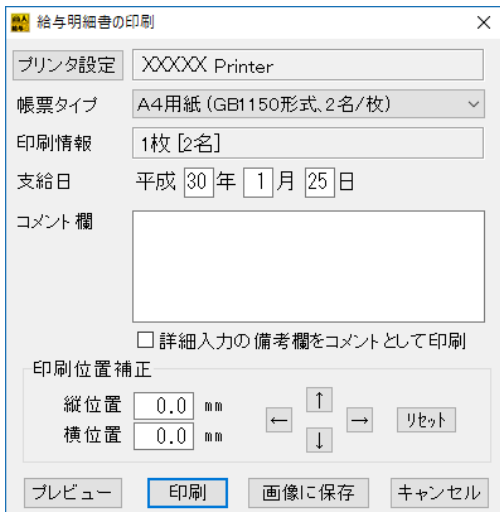 給与明細書の印刷
プリンタ設定 XXXXX Printer
帳票タイプ A4用紙(GB1150形式、2名/枚)
印刷情報 1枚 [2名]
支給日 平成 30 年 1 月 25 日
コメント欄
詳細入力の備考欄をコメントとして印刷
印刷位置補正
縦位置 0.0 mm
横位置 0.0 mm
← ↑ ↓ → リセット
プレビュー 印刷 画像に保存 キャンセル